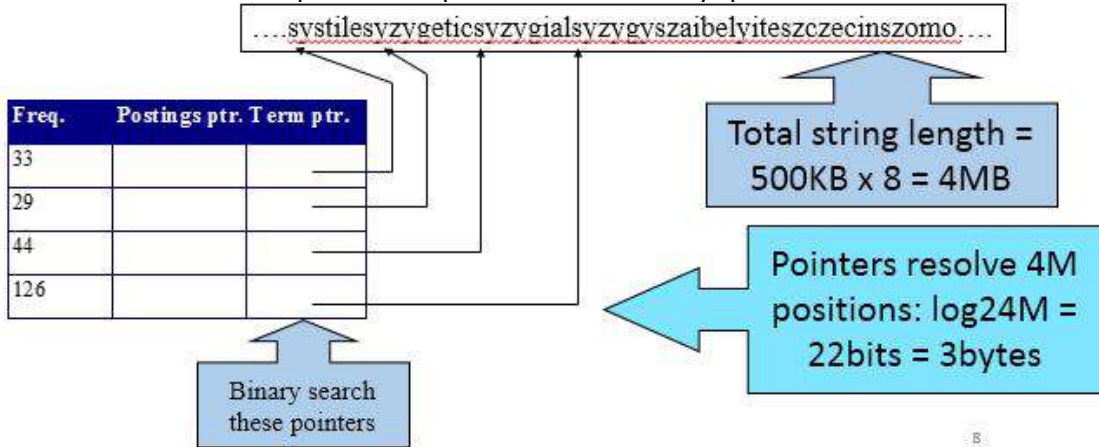 ....systilesyzygeticsyzygialsyzygyszaibelyiteszczecinszomo....
Freq. Postings ptr. Term ptr.
33
29
44
126
Total string length =
500KB x 8 = 4MB
Pointers resolve 4M
positions: log24M =
22bits = 3bytes
Binary search
these pointers
8